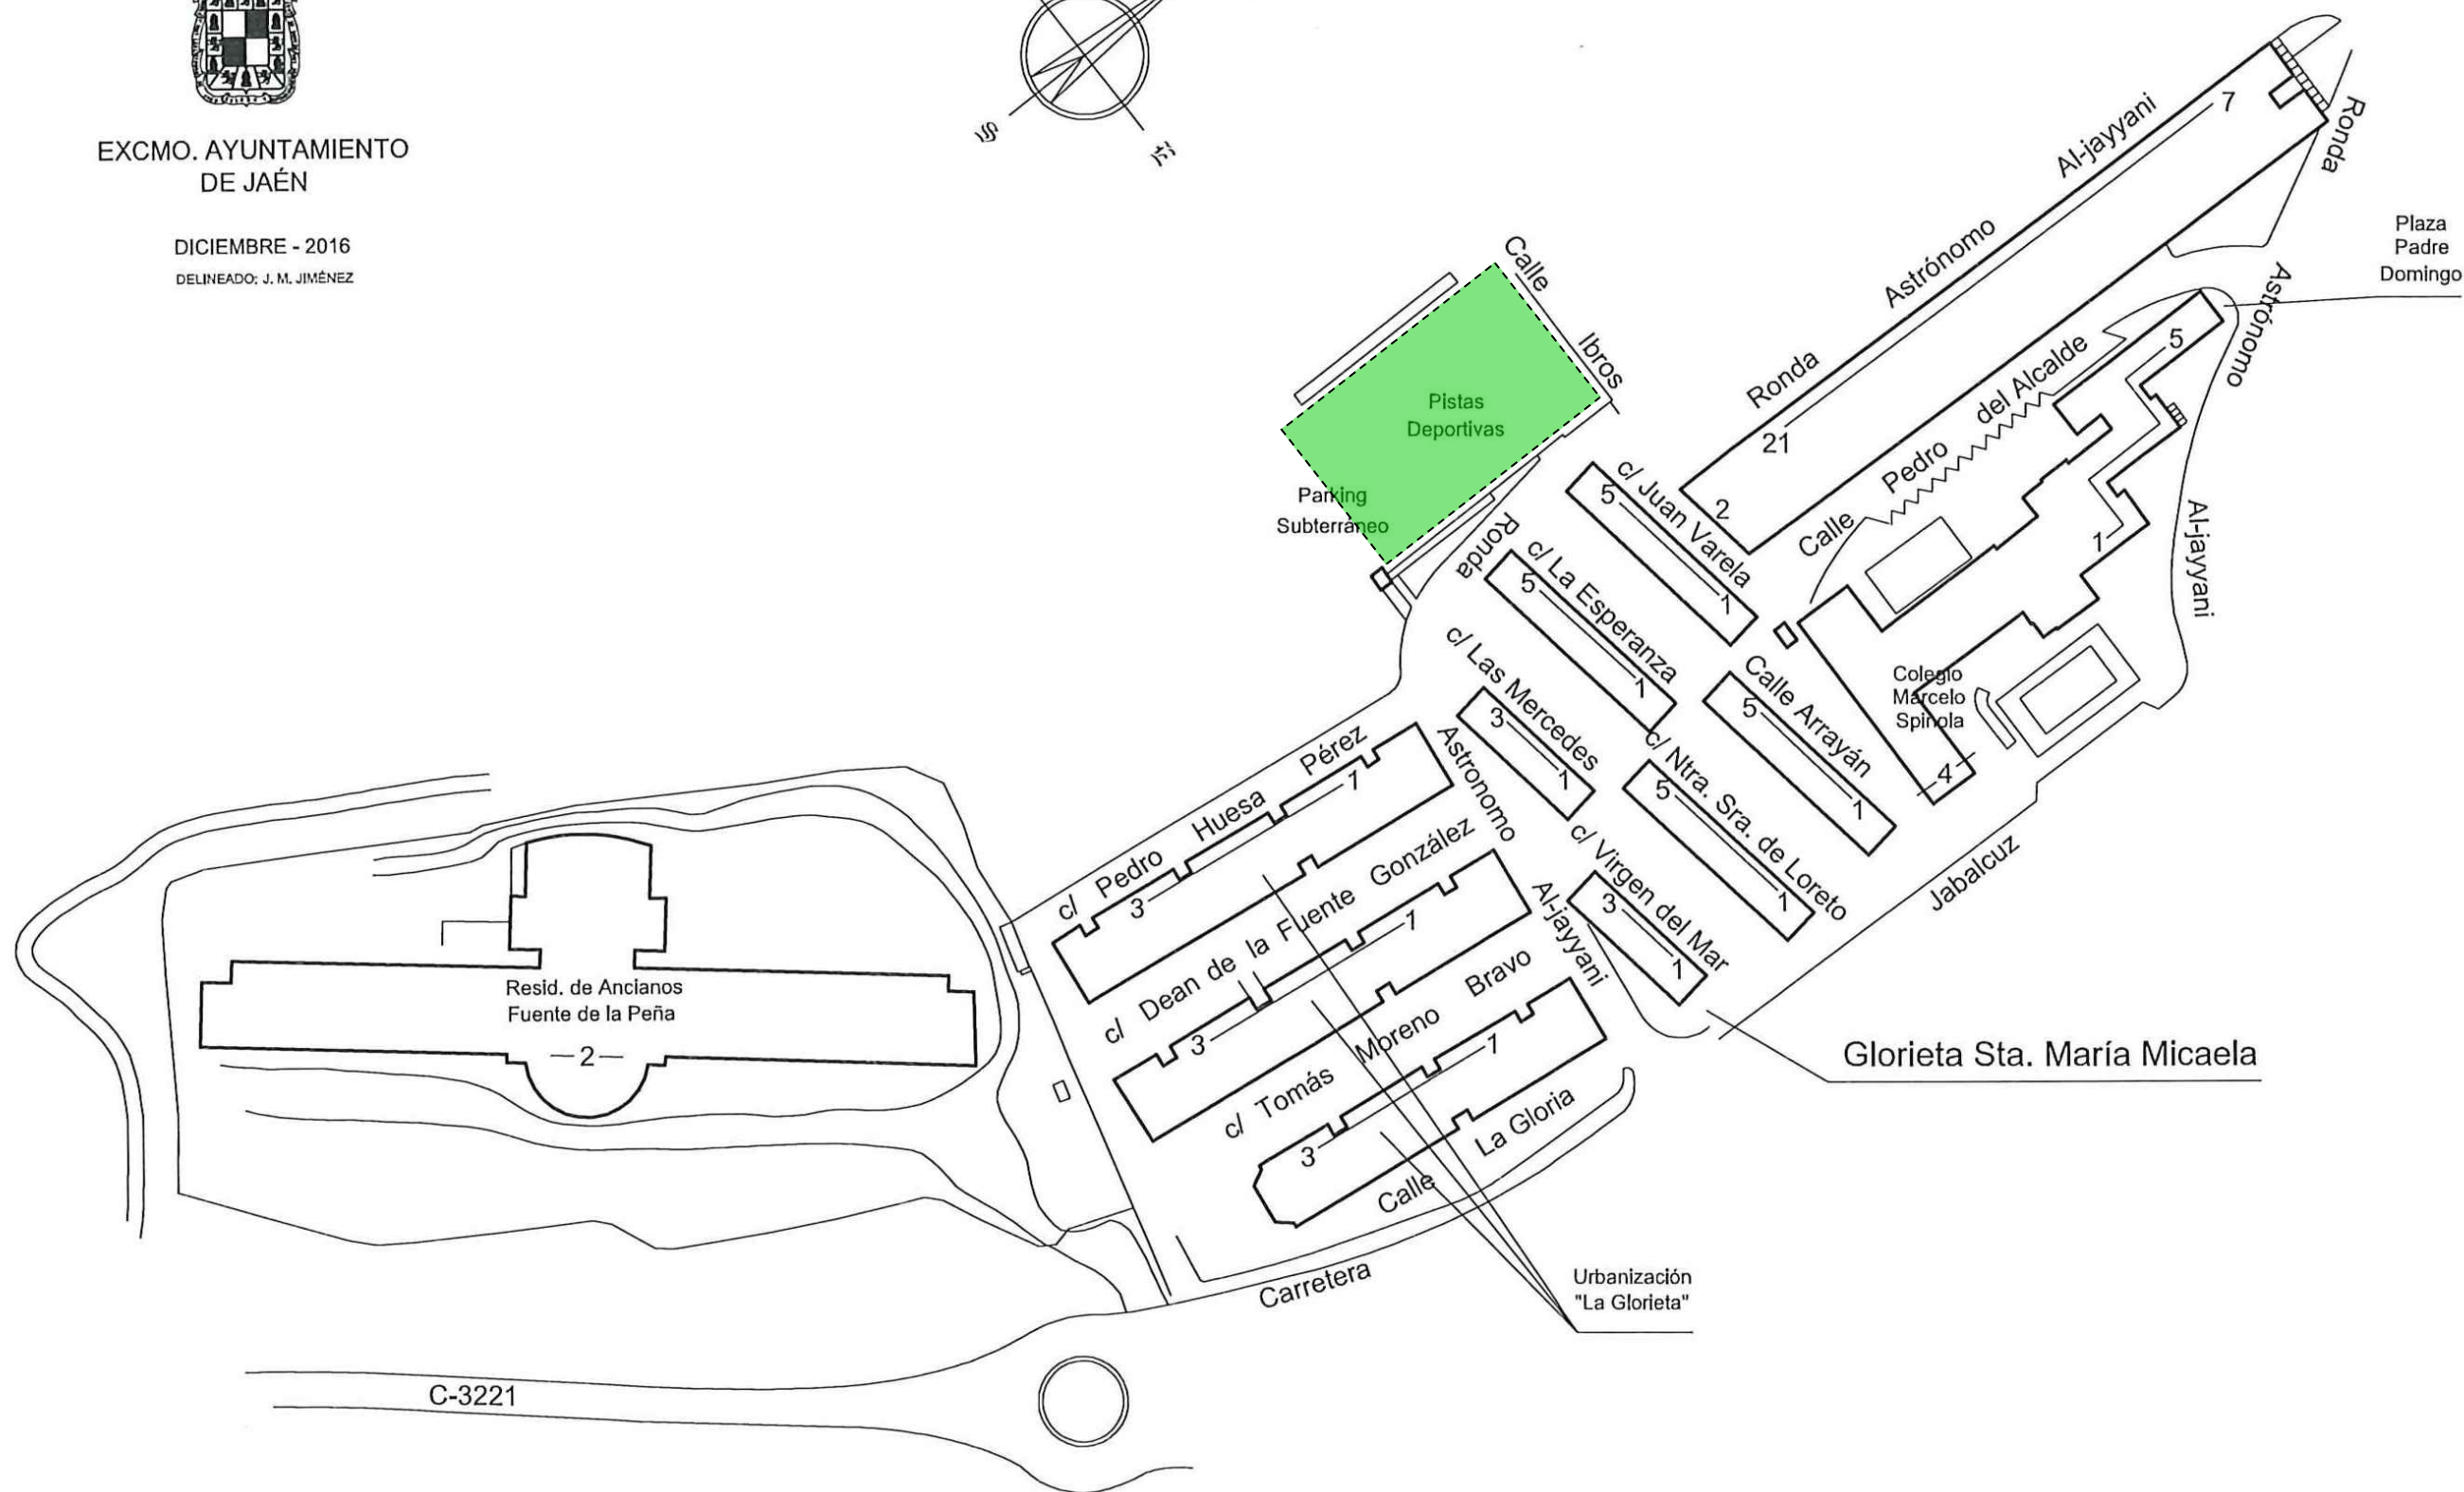 EXCMO. AYUNTAMIENTO
DE JAÉN
DICIEMBRE - 2016
DELINEADO: J. M. JIMÉNEZ
S
E
Plaza
Padre
Domingo
Ronda Astrónomo Al-jayyani
7
21
2
Ronda Astrónomo Al-jayyani
Calle Ibros
Pistas
Deportivas
Parking
Subterráneo
Calle Pedro del Alcalde
5
1
c/ Juan Varela
5
1
c/ La Esperanza
5
1
Ronda Astronomo Al-jayyani
c/ Las Mercedes
3
1
Calle Arrayán
5
1
Colegio
Marcelo
Spinola
4
c/ Ntra. Sra. de Loreto
5
1
c/ Virgen del Mar
3
1
c/ Pedro Huesa Pérez
3
1
c/ Dean de la Fuente González
3
1
c/ Tomás Moreno Bravo
3
1
Calle La Gloria
Resid. de Ancianos
Fuente de la Peña
2
Glorieta Sta. María Micaela
Carretera Jabalcuz
Urbanización
"La Glorieta"
C-3221